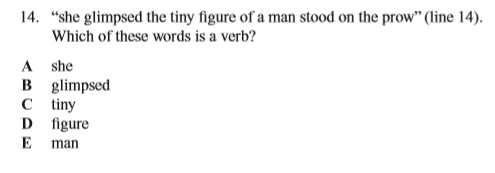 14. “she glimpsed the tiny figure of a man stood on the prow” (line 14).
Which of these words is a verb?
A she
B glimpsed
C tiny
D figure
E man